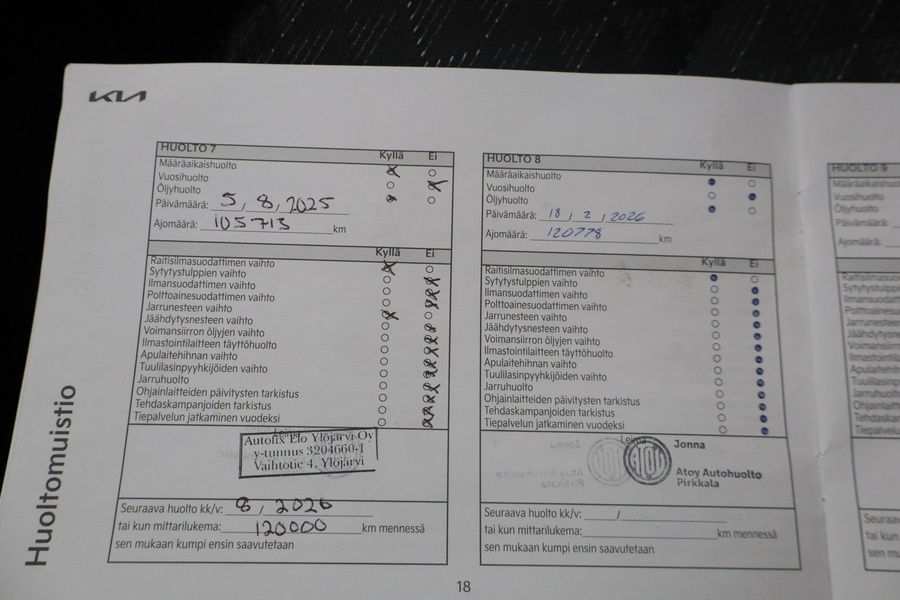 KIA
HUOLTO 7
Kyllä Ei
Määräaikaishuolto
Vuosihuolto
Öljyhuolto
Päivämäärä: 5, 8, 2025
Ajomäärä: 105 713 km
Kyllä Ei
Raitisilmasuodattimen vaihto
Sytytystulppien vaihto
Ilmansuodattimen vaihto
Polttoainesuodattimen vaihto
Jarrunesteen vaihto
Jäähdytysnesteen vaihto
Voimansiirron öljyjen vaihto
Ilmastointilaitteen täyttöhuolto
Apulaitehihnan vaihto
Tuulilasinpyyhkijöiden vaihto
Jarruhuolto
Ohjainlaitteiden päivitysten tarkistus
Tehdaskampanjoiden tarkistus
Tiepalvelun jatkaminen vuodeksi
Leima
Autofix Elo Ylöjärvi Oy
y-tunnus 3204660-1
Vaihtotie 4, Ylöjärvi
Seuraava huolto kk/v: 8, 2026
tai kun mittarilukema: 120000 km mennessä
sen mukaan kumpi ensin saavutetaan
HUOLTO 8
Kyllä Ei
Määräaikaishuolto
Vuosihuolto
Öljyhuolto
Päivämäärä: 18, 2, 2026
Ajomäärä: 120778 km
Kyllä Ei
Raitisilmasuodattimen vaihto
Sytytystulppien vaihto
Ilmansuodattimen vaihto
Polttoainesuodattimen vaihto
Jarrunesteen vaihto
Jäähdytysnesteen vaihto
Voimansiirron öljyjen vaihto
Ilmastointilaitteen täyttöhuolto
Apulaitehihnan vaihto
Tuulilasinpyyhkijöiden vaihto
Jarruhuolto
Ohjainlaitteiden päivitysten tarkistus
Tehdaskampanjoiden tarkistus
Tiepalvelun jatkaminen vuodeksi
Leima
Jonna
Atoy Autohuolto
Pirkkala
Seuraava huolto kk/v: /
tai kun mittarilukema: km mennessä
sen mukaan kumpi ensin saavutetaan
HUOLTO 9
Huoltomuistio
18